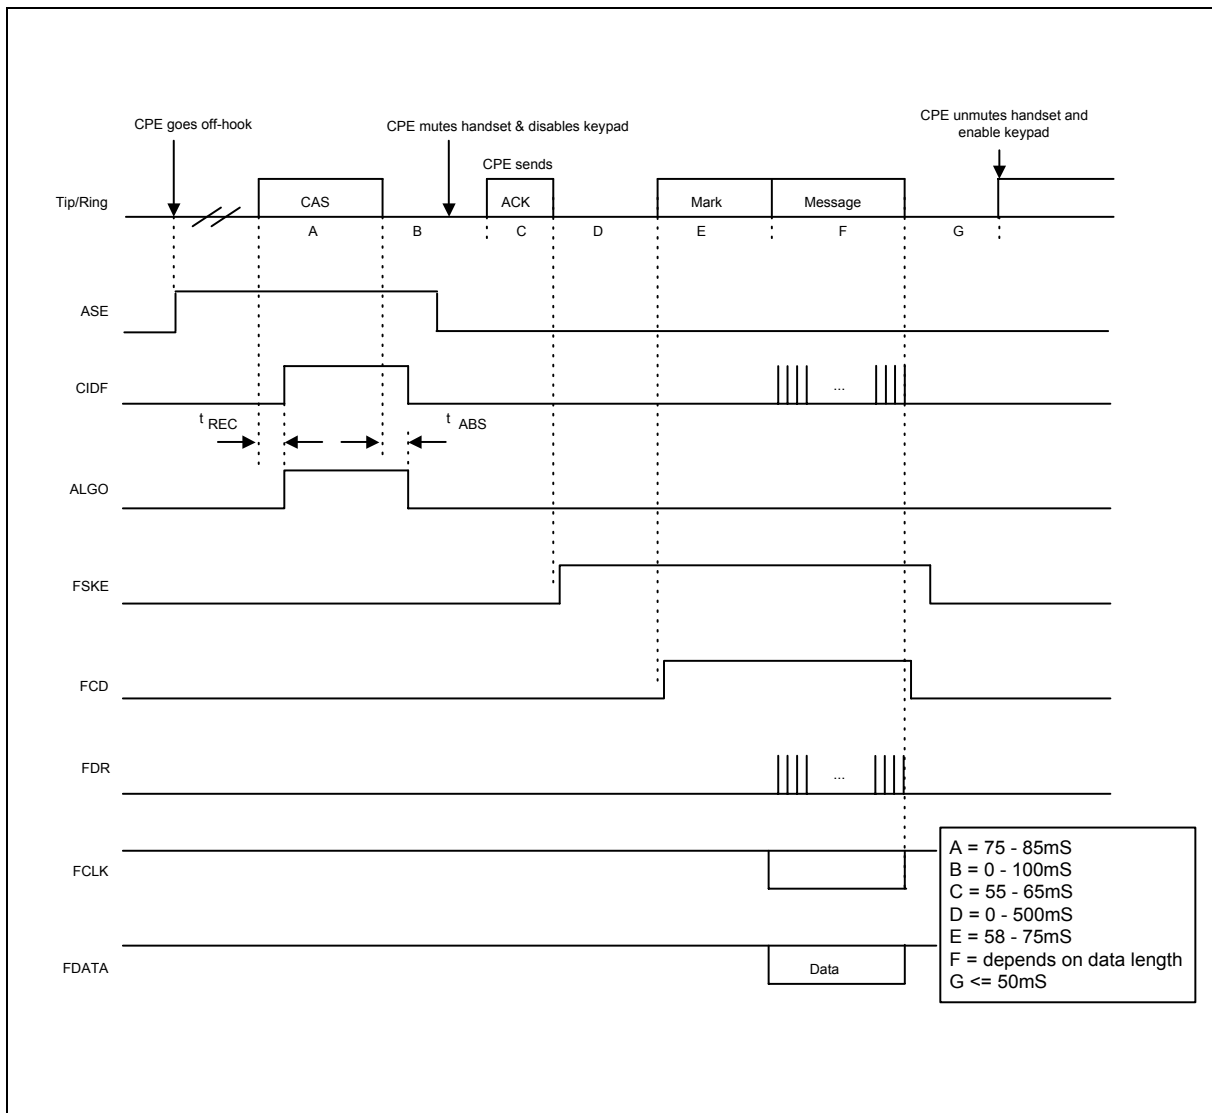 CPE goes off-hook
CPE mutes handset & disables keypad
CPE unmutes handset and
enable keypad
CPE sends
Tip/Ring
CAS
ACK
Mark
Message
A
B
C
D
E
F
G
ASE
CIDF
...
t REC
t ABS
ALGO
FSKE
FCD
FDR
...
FCLK
FDATA
Data
A = 75 - 85mS
B = 0 - 100mS
C = 55 - 65mS
D = 0 - 500mS
E = 58 - 75mS
F = depends on data length
G <= 50mS